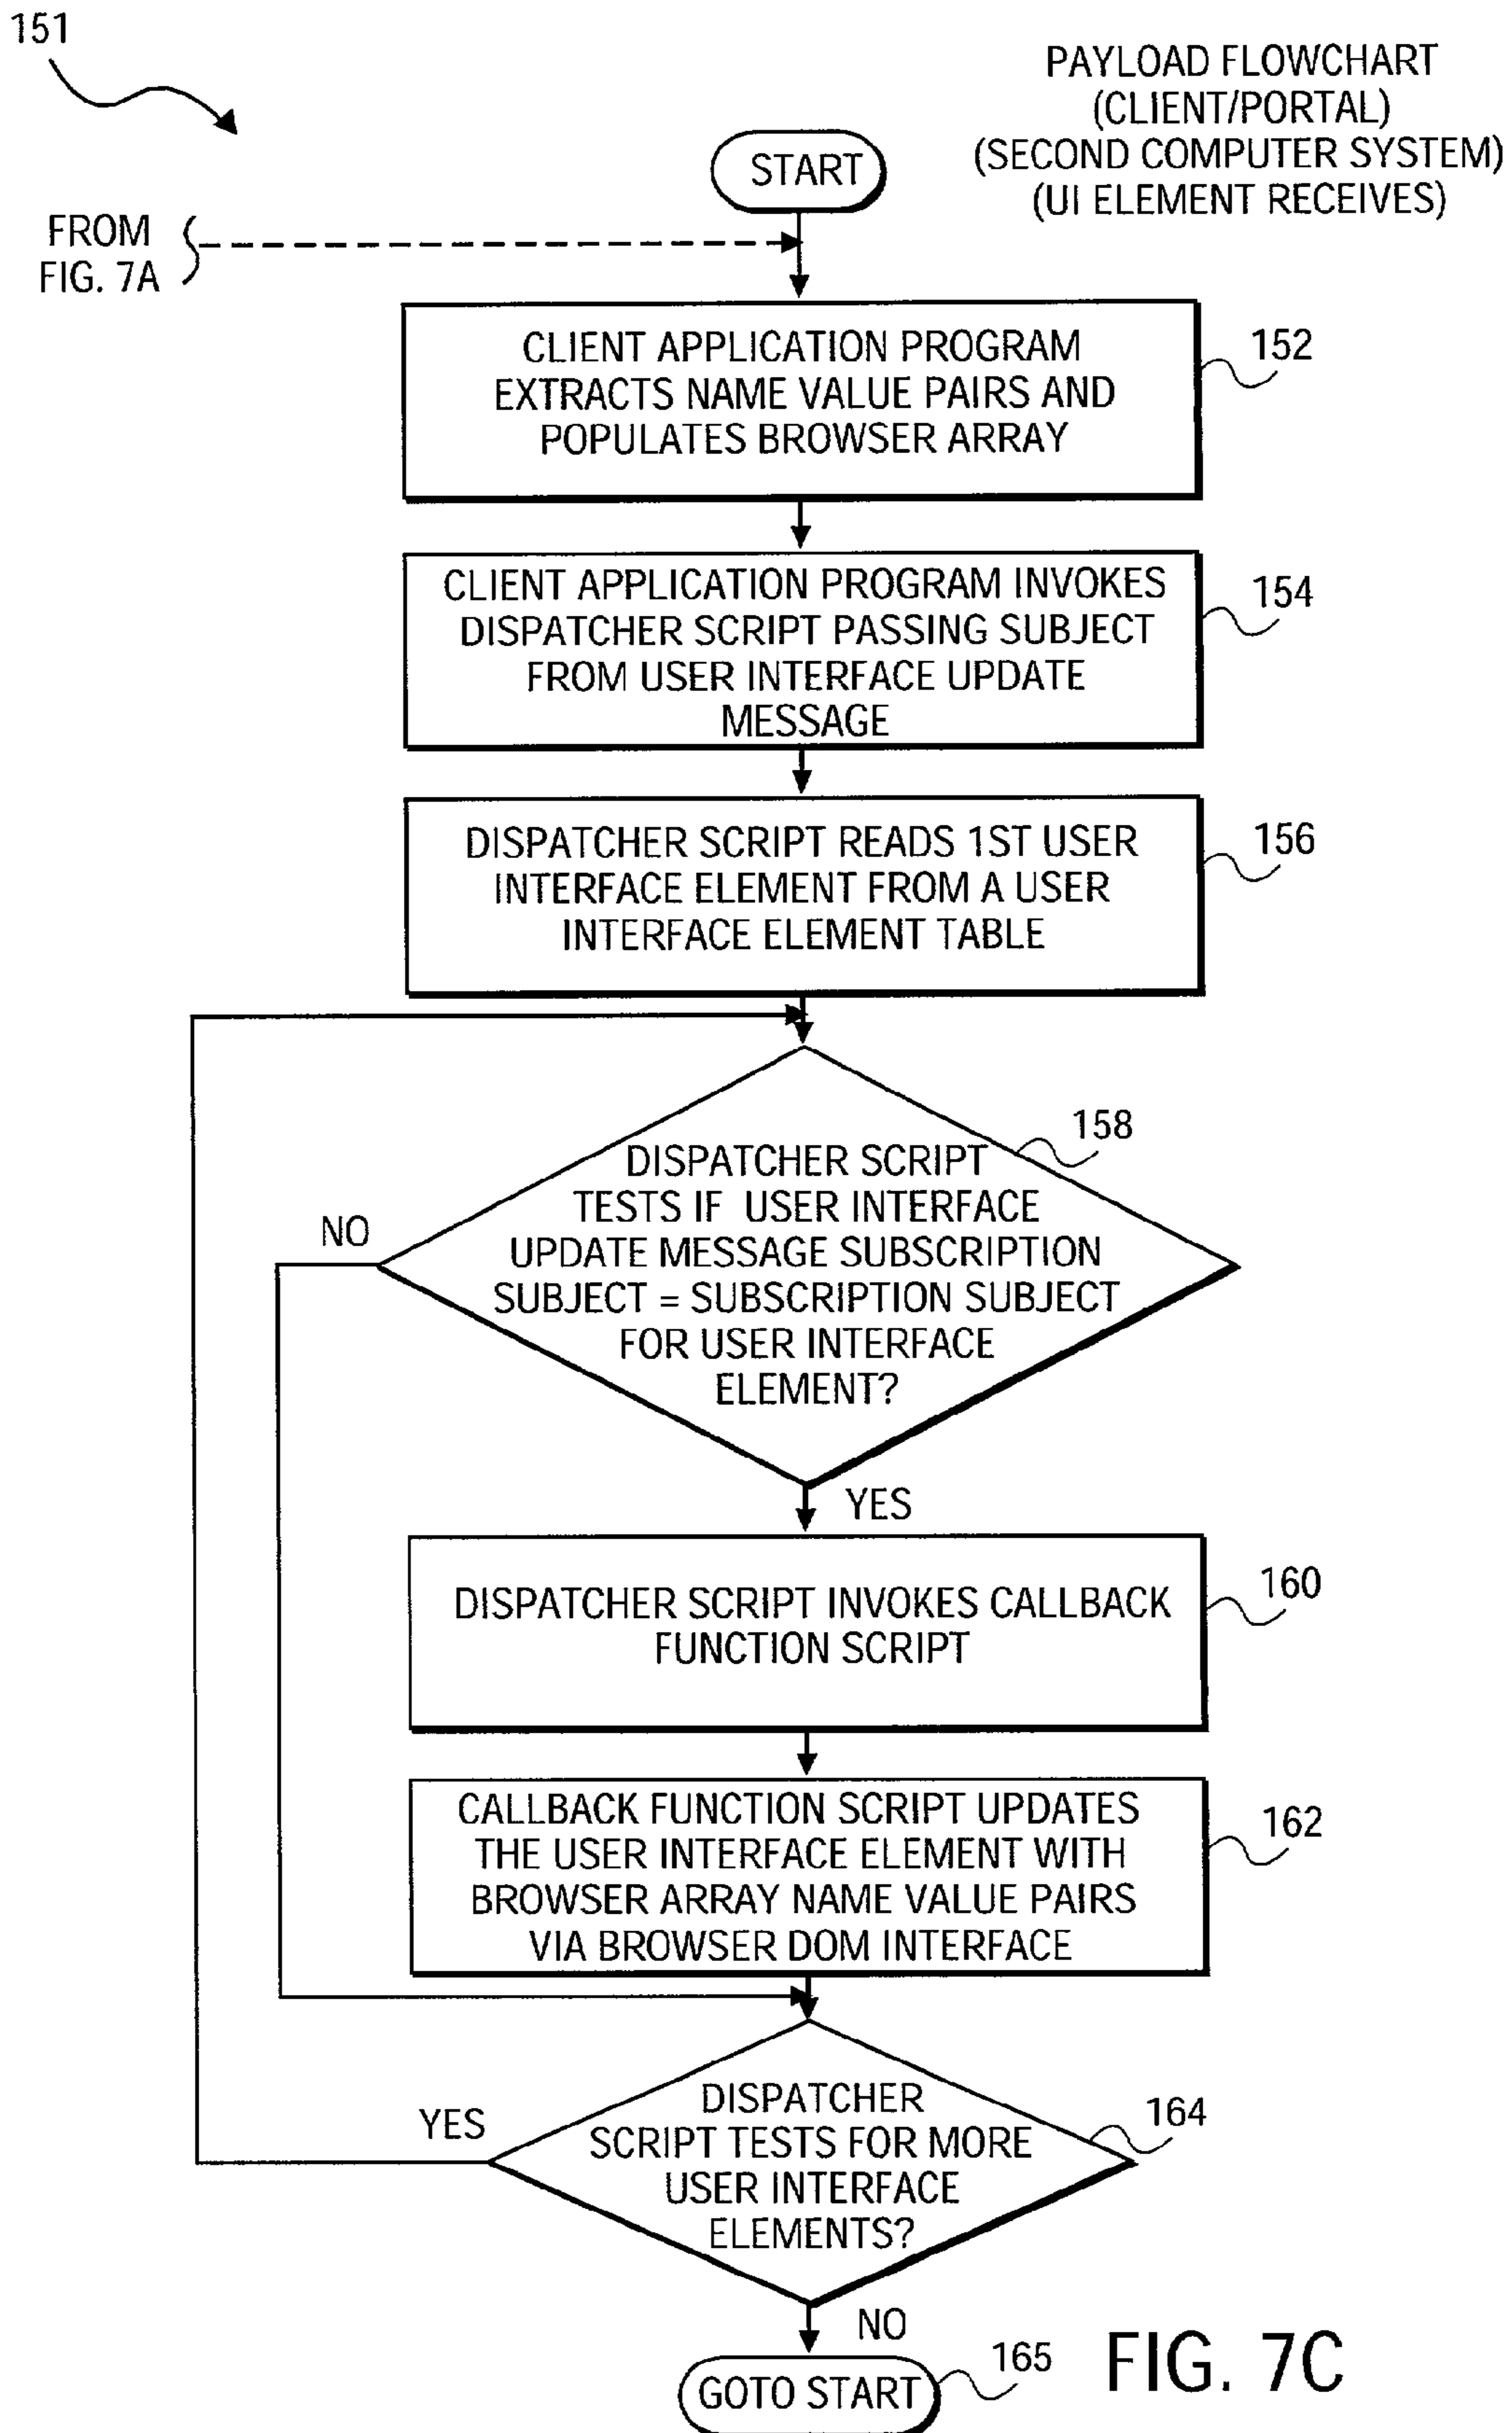 151
PAYLOAD FLOWCHART
(CLIENT/PORTAL)
(SECOND COMPUTER SYSTEM)
(UI ELEMENT RECEIVES)
START
FROM
FIG. 7A
CLIENT APPLICATION PROGRAM
EXTRACTS NAME VALUE PAIRS AND
POPULATES BROWSER ARRAY
152
CLIENT APPLICATION PROGRAM INVOKES
DISPATCHER SCRIPT PASSING SUBJECT
FROM USER INTERFACE UPDATE
MESSAGE
154
DISPATCHER SCRIPT READS 1ST USER
INTERFACE ELEMENT FROM A USER
INTERFACE ELEMENT TABLE
156
158
DISPATCHER SCRIPT
TESTS IF USER INTERFACE
UPDATE MESSAGE SUBSCRIPTION
SUBJECT = SUBSCRIPTION SUBJECT
FOR USER INTERFACE
ELEMENT?
NO
YES
DISPATCHER SCRIPT INVOKES CALLBACK
FUNCTION SCRIPT
160
CALLBACK FUNCTION SCRIPT UPDATES
THE USER INTERFACE ELEMENT WITH
BROWSER ARRAY NAME VALUE PAIRS
VIA BROWSER DOM INTERFACE
162
DISPATCHER
SCRIPT TESTS FOR MORE
USER INTERFACE
ELEMENTS?
164
YES
NO
GOTO START
165
FIG. 7C